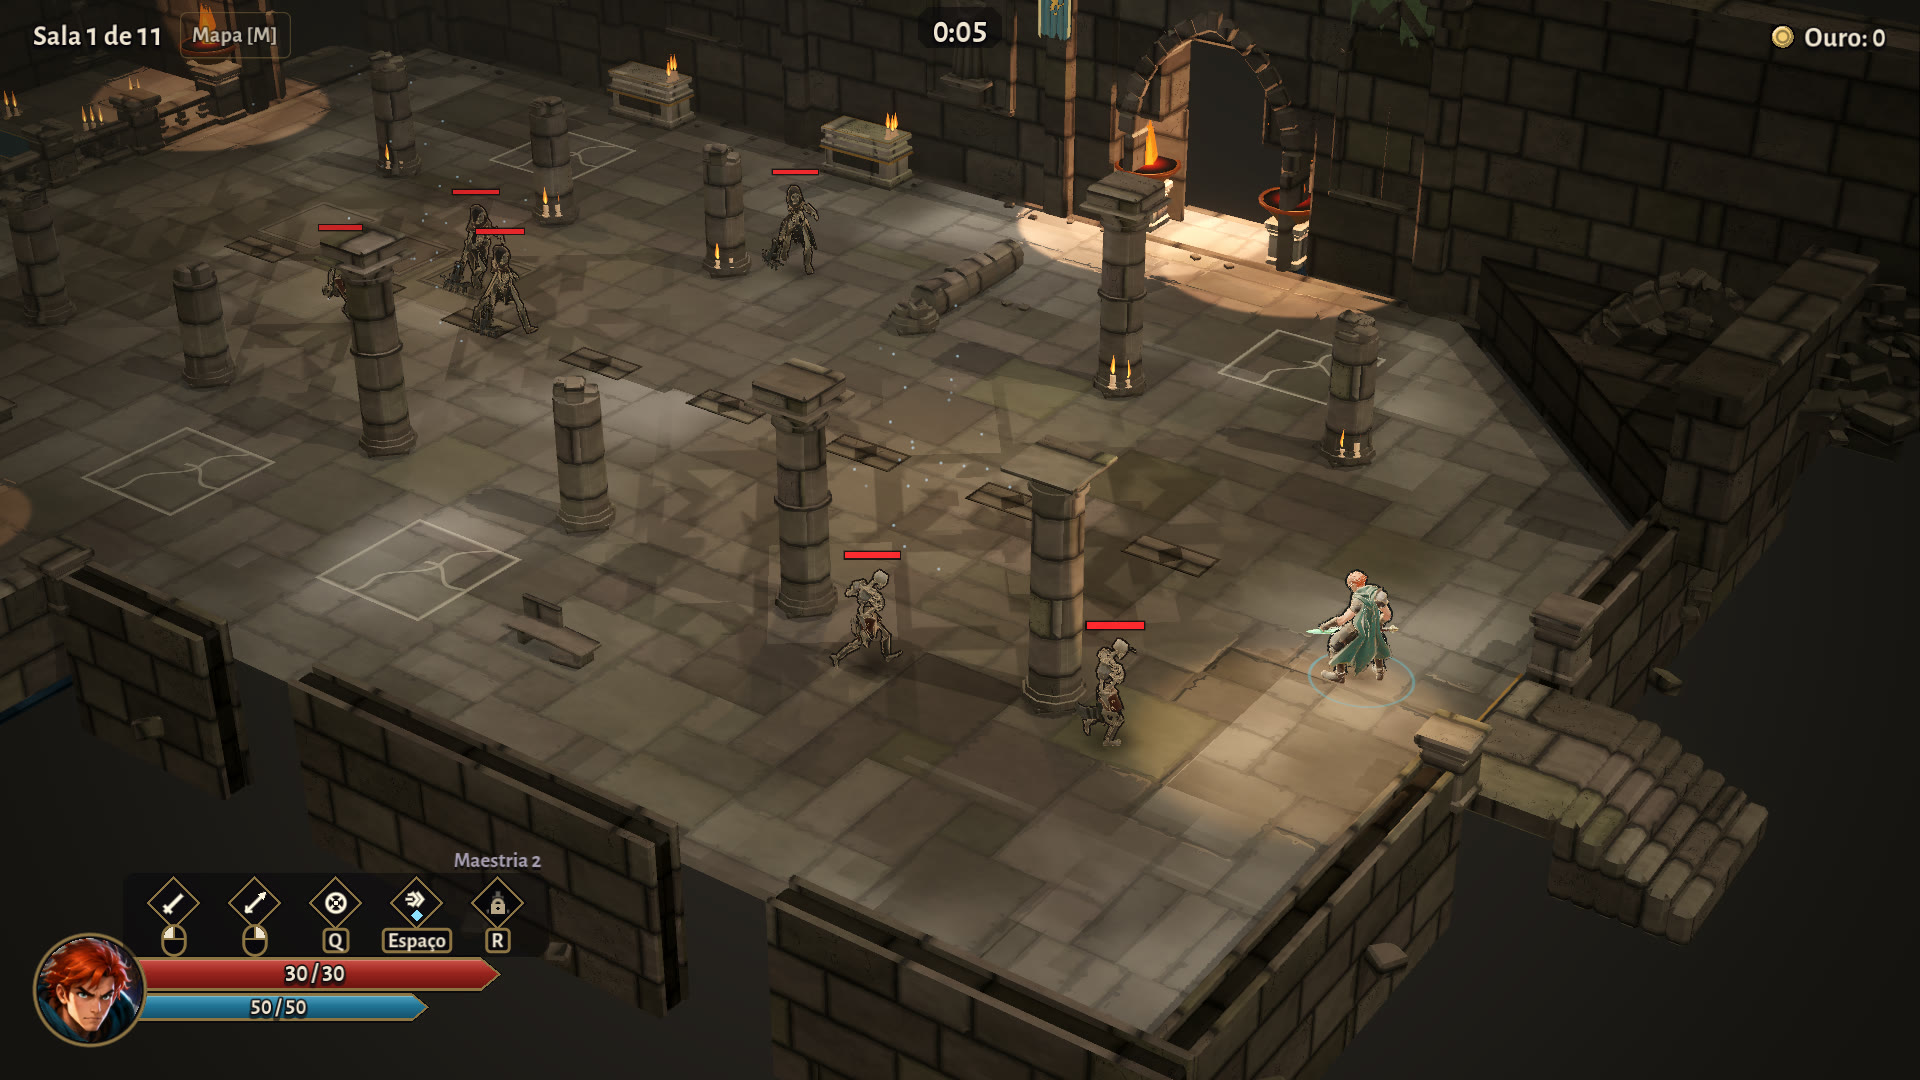 Sala 1 de 11
Mapa [M]
0:05
Ouro: 0
Maestria 2
Q
Espaço
R
30/30
50/50